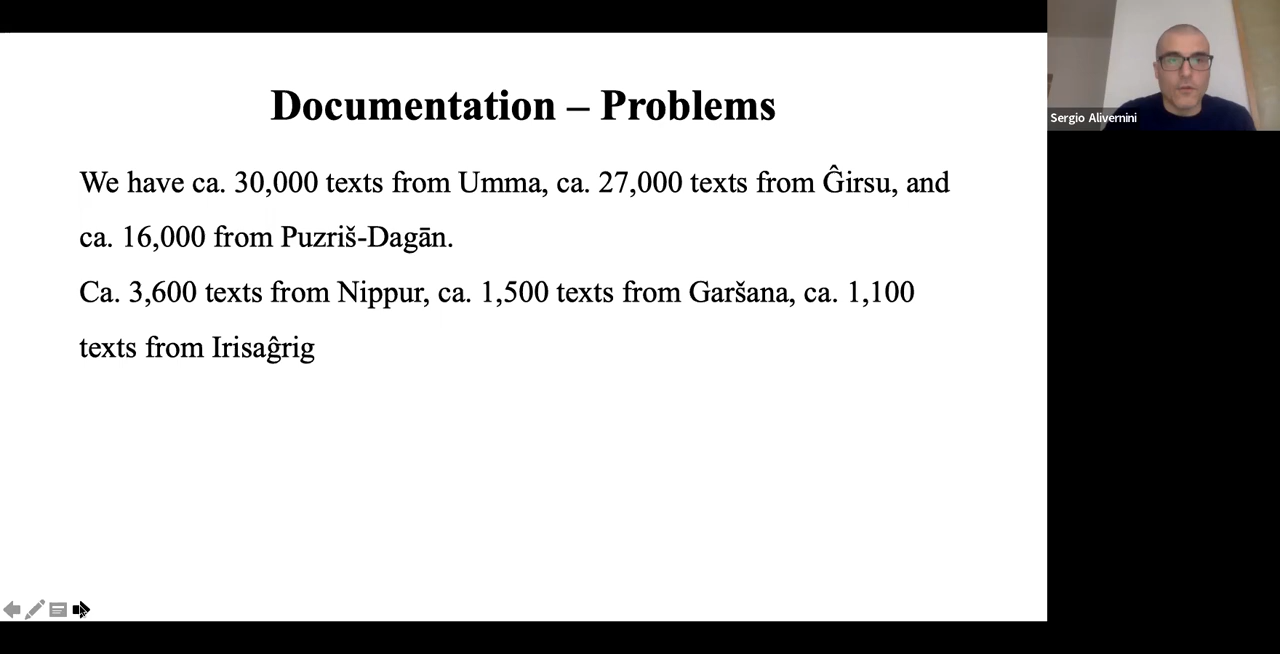 Documentation – Problems
We have ca. 30,000 texts from Umma, ca. 27,000 texts from Ĝirsu, and
ca. 16,000 from Puzriš-Dagān.
Ca. 3,600 texts from Nippur, ca. 1,500 texts from Garšana, ca. 1,100
texts from Irisaĝrig
Sergio Alivernini